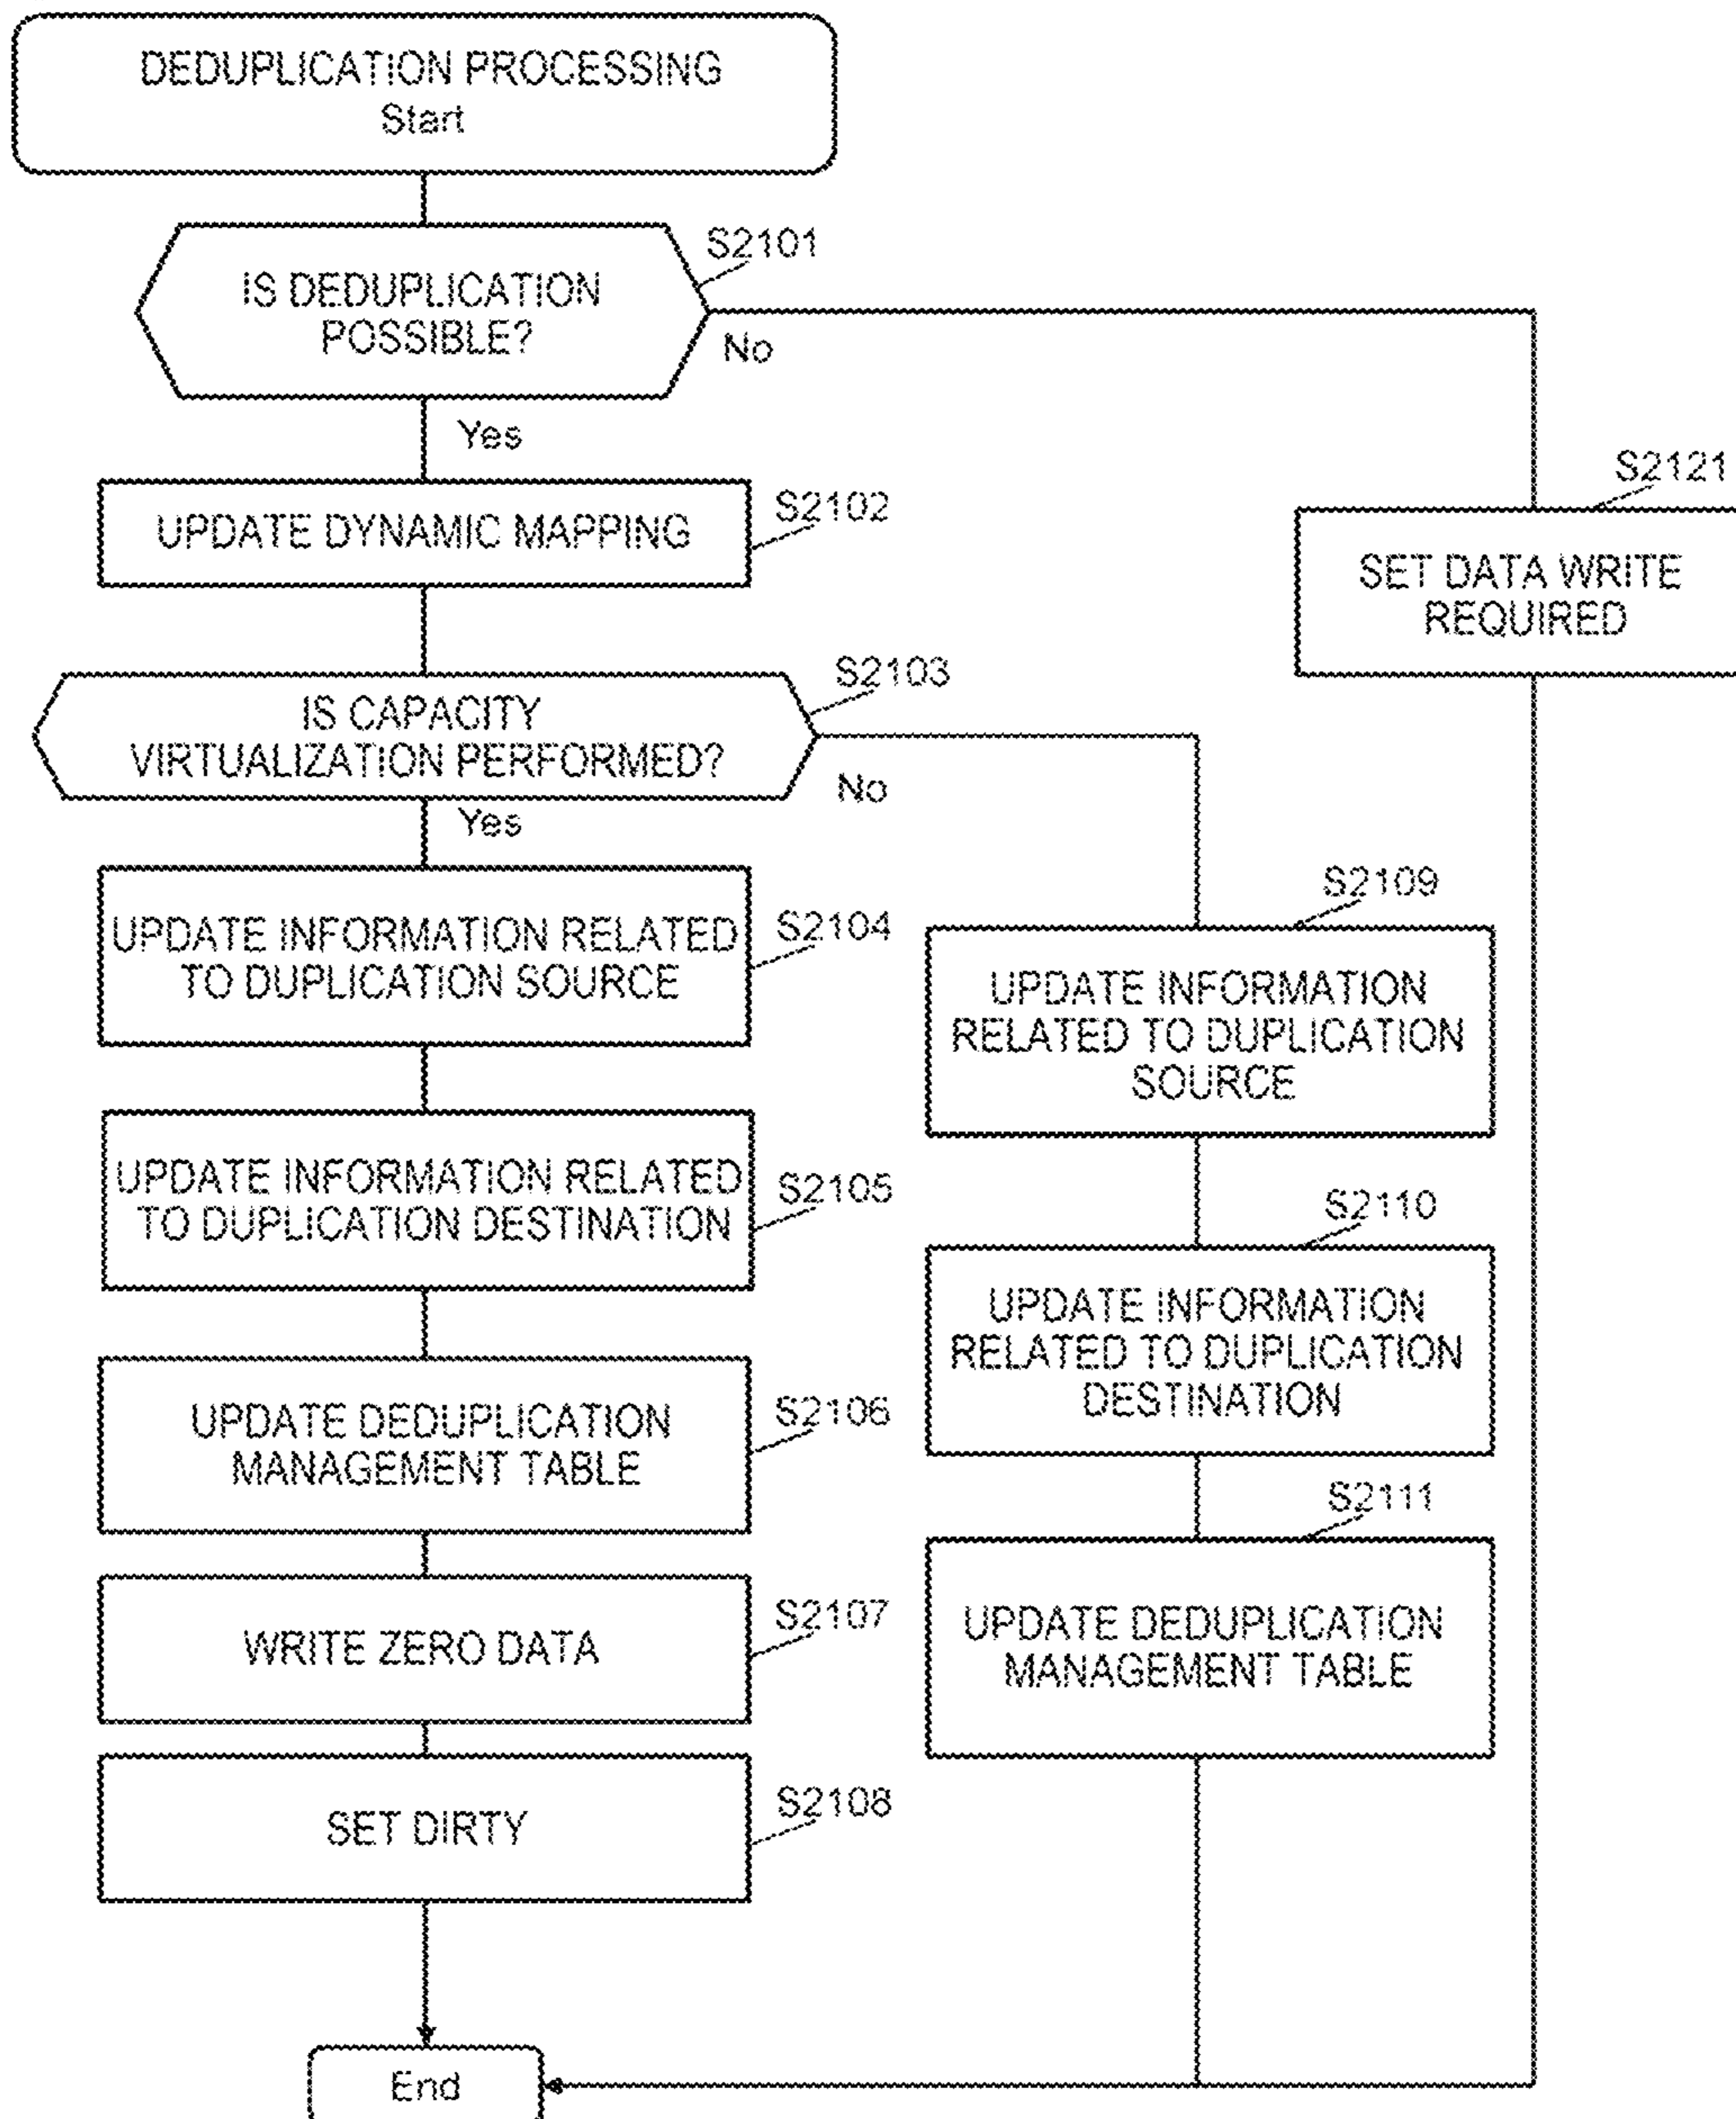 DEDUPLICATION PROCESSING
Start
S2101
IS DEDUPLICATION
POSSIBLE?
No
Yes
S2102
UPDATE DYNAMIC MAPPING
S2121
SET DATA WRITE
REQUIRED
S2103
IS CAPACITY
VIRTUALIZATION PERFORMED?
No
Yes
S2104
UPDATE INFORMATION RELATED
TO DUPLICATION SOURCE
S2109
UPDATE INFORMATION
RELATED TO DUPLICATION
SOURCE
S2105
UPDATE INFORMATION RELATED
TO DUPLICATION DESTINATION
S2110
UPDATE INFORMATION
RELATED TO DUPLICATION
DESTINATION
S2106
UPDATE DEDUPLICATION
MANAGEMENT TABLE
S2111
UPDATE DEDUPLICATION
MANAGEMENT TABLE
S2107
WRITE ZERO DATA
S2108
SET DIRTY
End